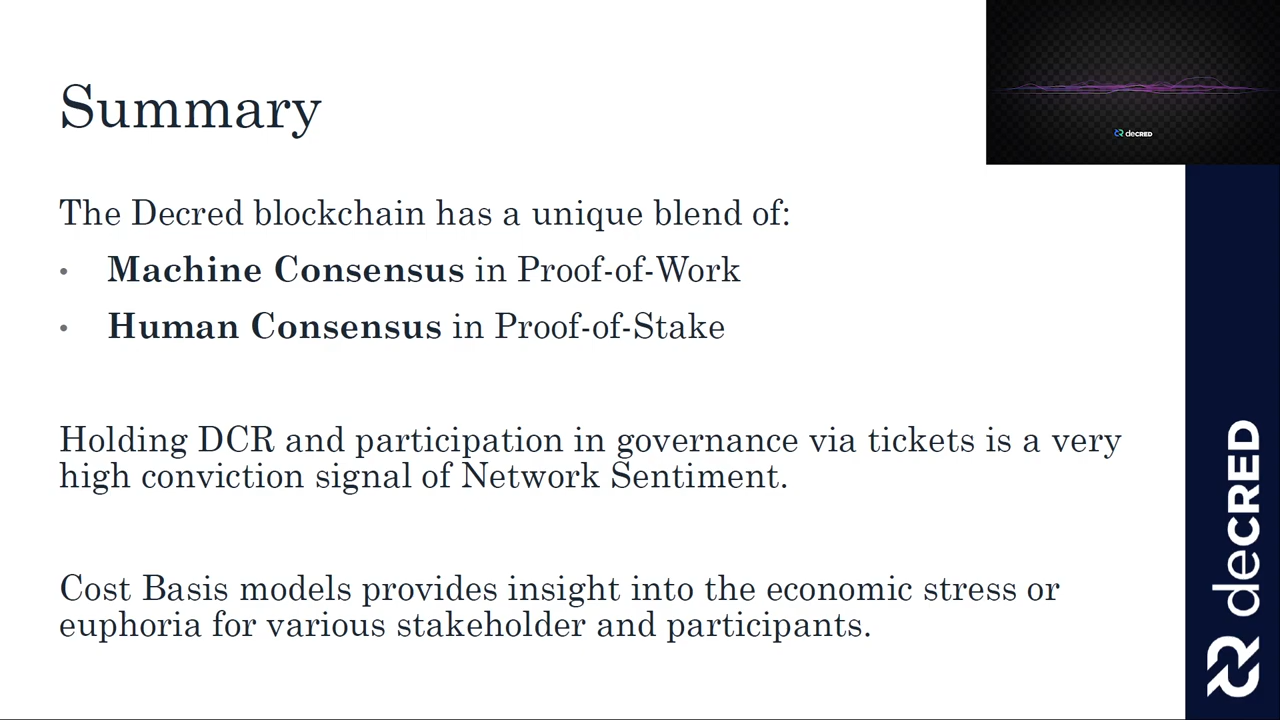 Summary
decRED
The Decred blockchain has a unique blend of:
• Machine Consensus in Proof-of-Work
• Human Consensus in Proof-of-Stake
Holding DCR and participation in governance via tickets is a very
high conviction signal of Network Sentiment.
Cost Basis models provides insight into the economic stress or
euphoria for various stakeholder and participants.
decRED